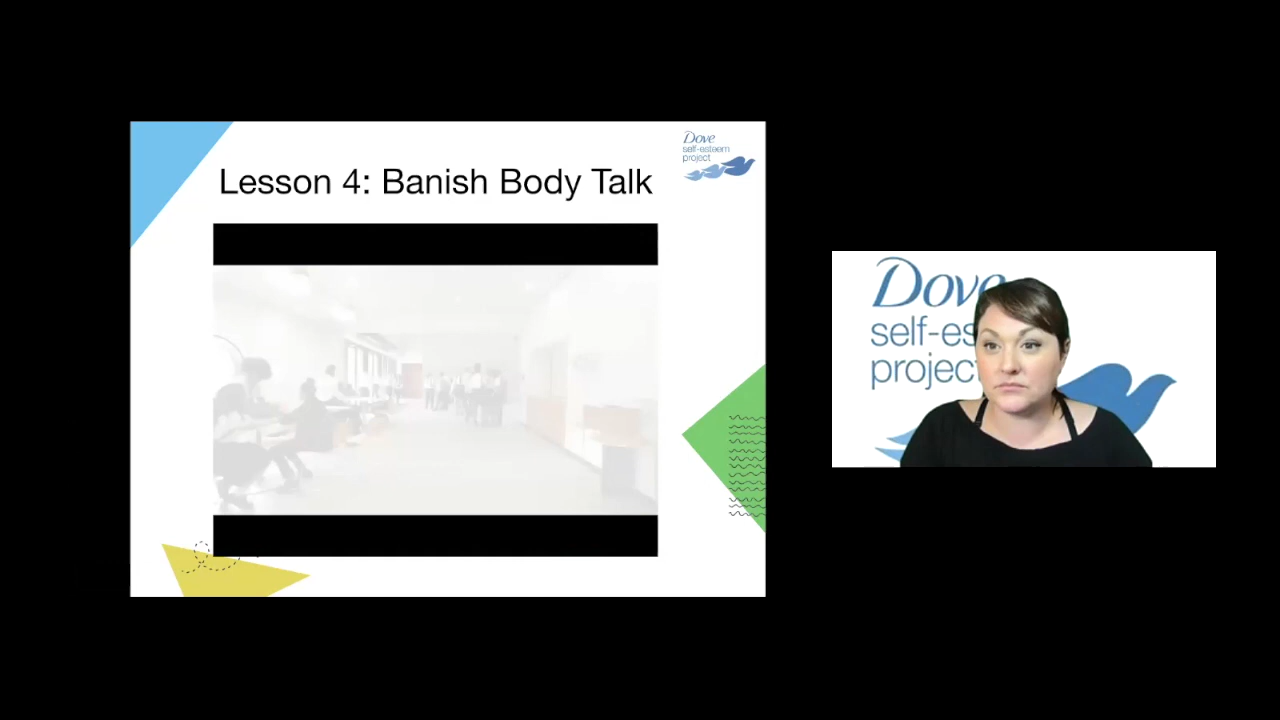 Dove
self-esteem
project
Lesson 4: Banish Body Talk
Dove
self-es
project